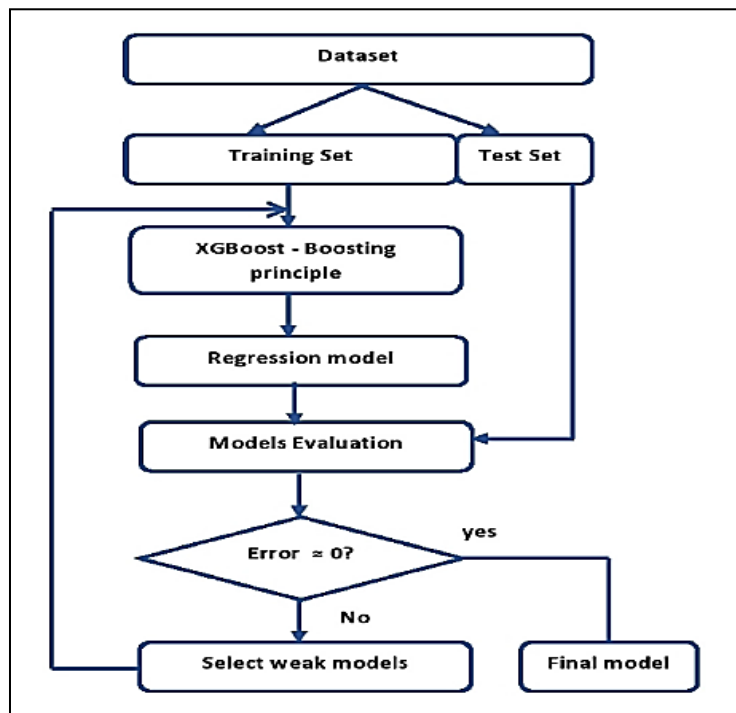 Dataset
Training Set
Test Set
XGBoost - Boosting
principle
Regression model
Models Evaluation
Error ≈ 0?
yes
No
Select weak models
Final model